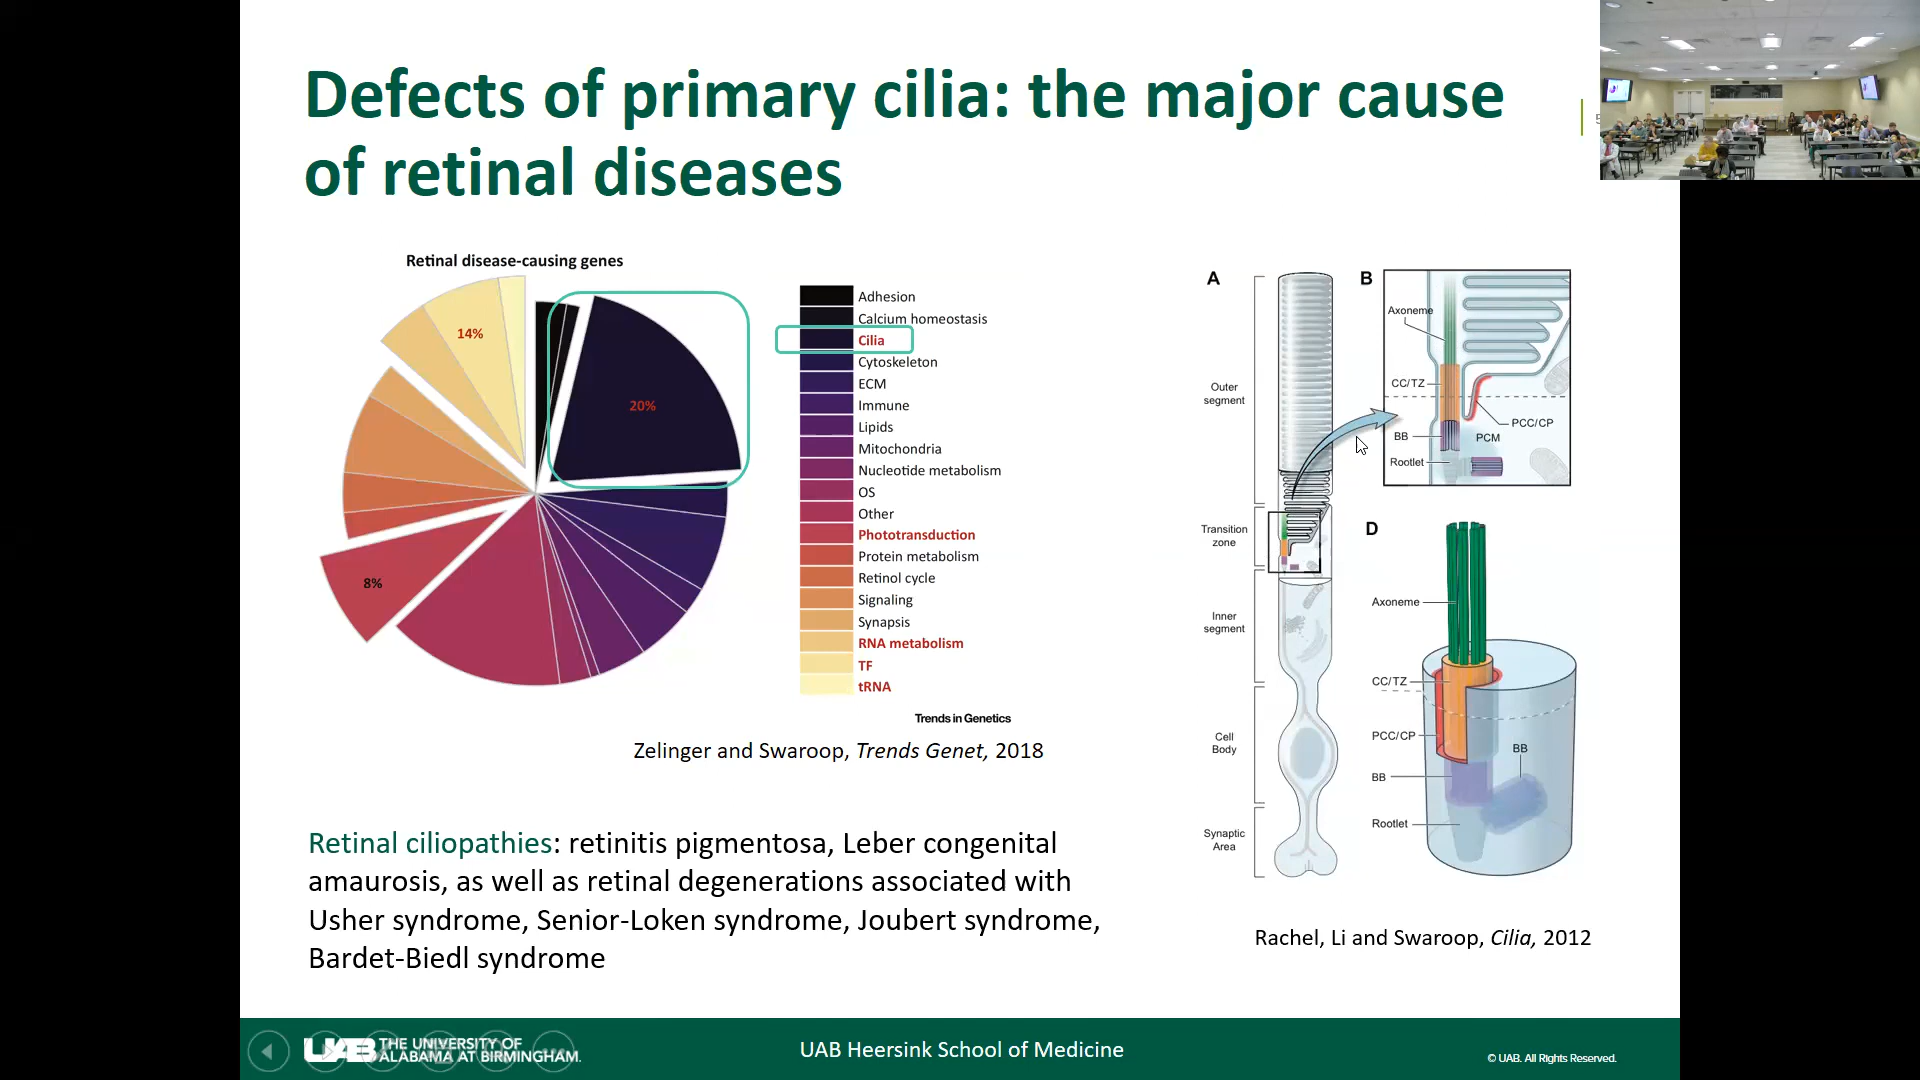 Defects of primary cilia: the major cause
of retinal diseases
Retinal disease-causing genes
14%
20%
8%
Adhesion
Calcium homeostasis
Cilia
Cytoskeleton
ECM
Immune
Lipids
Mitochondria
Nucleotide metabolism
OS
Other
Phototransduction
Protein metabolism
Retinol cycle
Signaling
Synapsis
RNA metabolism
TF
tRNA
Trends in Genetics
Zelinger and Swaroop, Trends Genet, 2018
A
Outer
segment
Transition
zone
Inner
segment
Cell
Body
Synaptic
Area
B
Axoneme
CC/TZ
PCC/CP
BB
PCM
Rootlet
D
Axoneme
CC/TZ
PCC/CP
BB
BB
Rootlet
Rachel, Li and Swaroop, Cilia, 2012
Retinal ciliopathies: retinitis pigmentosa, Leber congenital
amaurosis, as well as retinal degenerations associated with
Usher syndrome, Senior-Loken syndrome, Joubert syndrome,
Bardet-Biedl syndrome
UAB THE UNIVERSITY OF
ALABAMA AT BIRMINGHAM.
UAB Heersink School of Medicine
© UAB. All Rights Reserved.